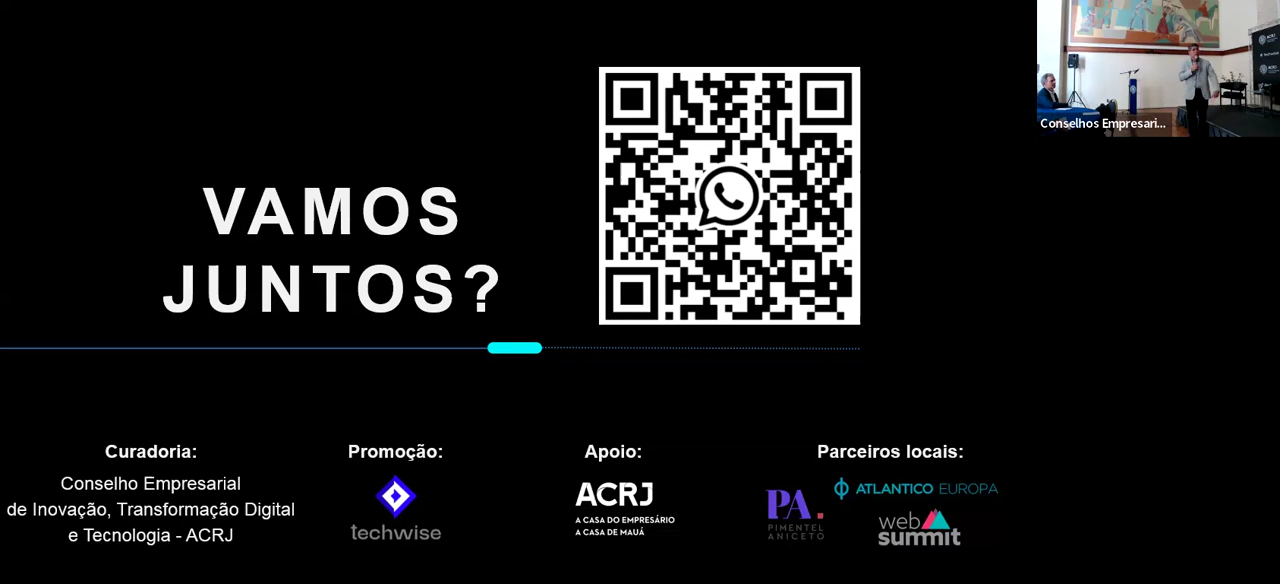 VAMOS
JUNTOS?
Conselhos Empresari...
Curadoria:
Conselho Empresarial
de Inovação, Transformação Digital
e Tecnologia - ACRJ
Promoção:
techwise
Apoio:
ACRJ
A CASA DO EMPRESÁRIO
A CASA DE MAUÁ
Parceiros locais:
PA.
PIMENTEL
ANICETO
ATLANTICO EUROPA
web
summit